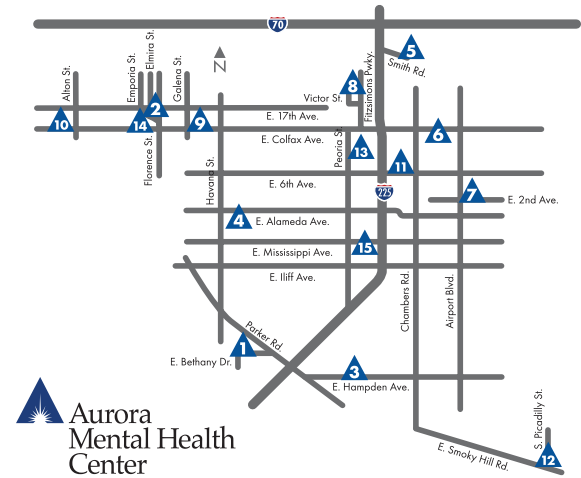 70
Alton St.
Emporia St.
Elmira St.
Galena St.
N
Fitzsimons Pwky.
5
Smith Rd.
8
Victor St.
2
E. 17th Ave.
10
14
9
E. Colfax Ave.
6
Florence St.
Havana St.
Peoria St.
13
11
E. 6th Ave.
225
7
E. 2nd Ave.
4
E. Alameda Ave.
15
E. Mississippi Ave.
E. Iliff Ave.
Chambers Rd.
Airport Blvd.
Parker Rd.
1
E. Bethany Dr.
3
E. Hampden Ave.
S. Picadilly St.
E. Smoky Hill Rd.
12
Aurora
Mental Health
Center